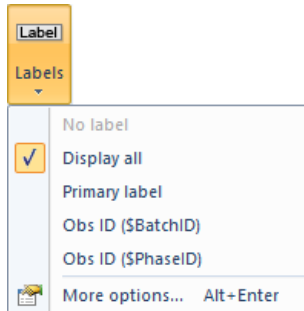 Label
Labels
No label
Display all
Primary label
Obs ID ($BatchID)
Obs ID ($PhaseID)
More options... Alt+Enter